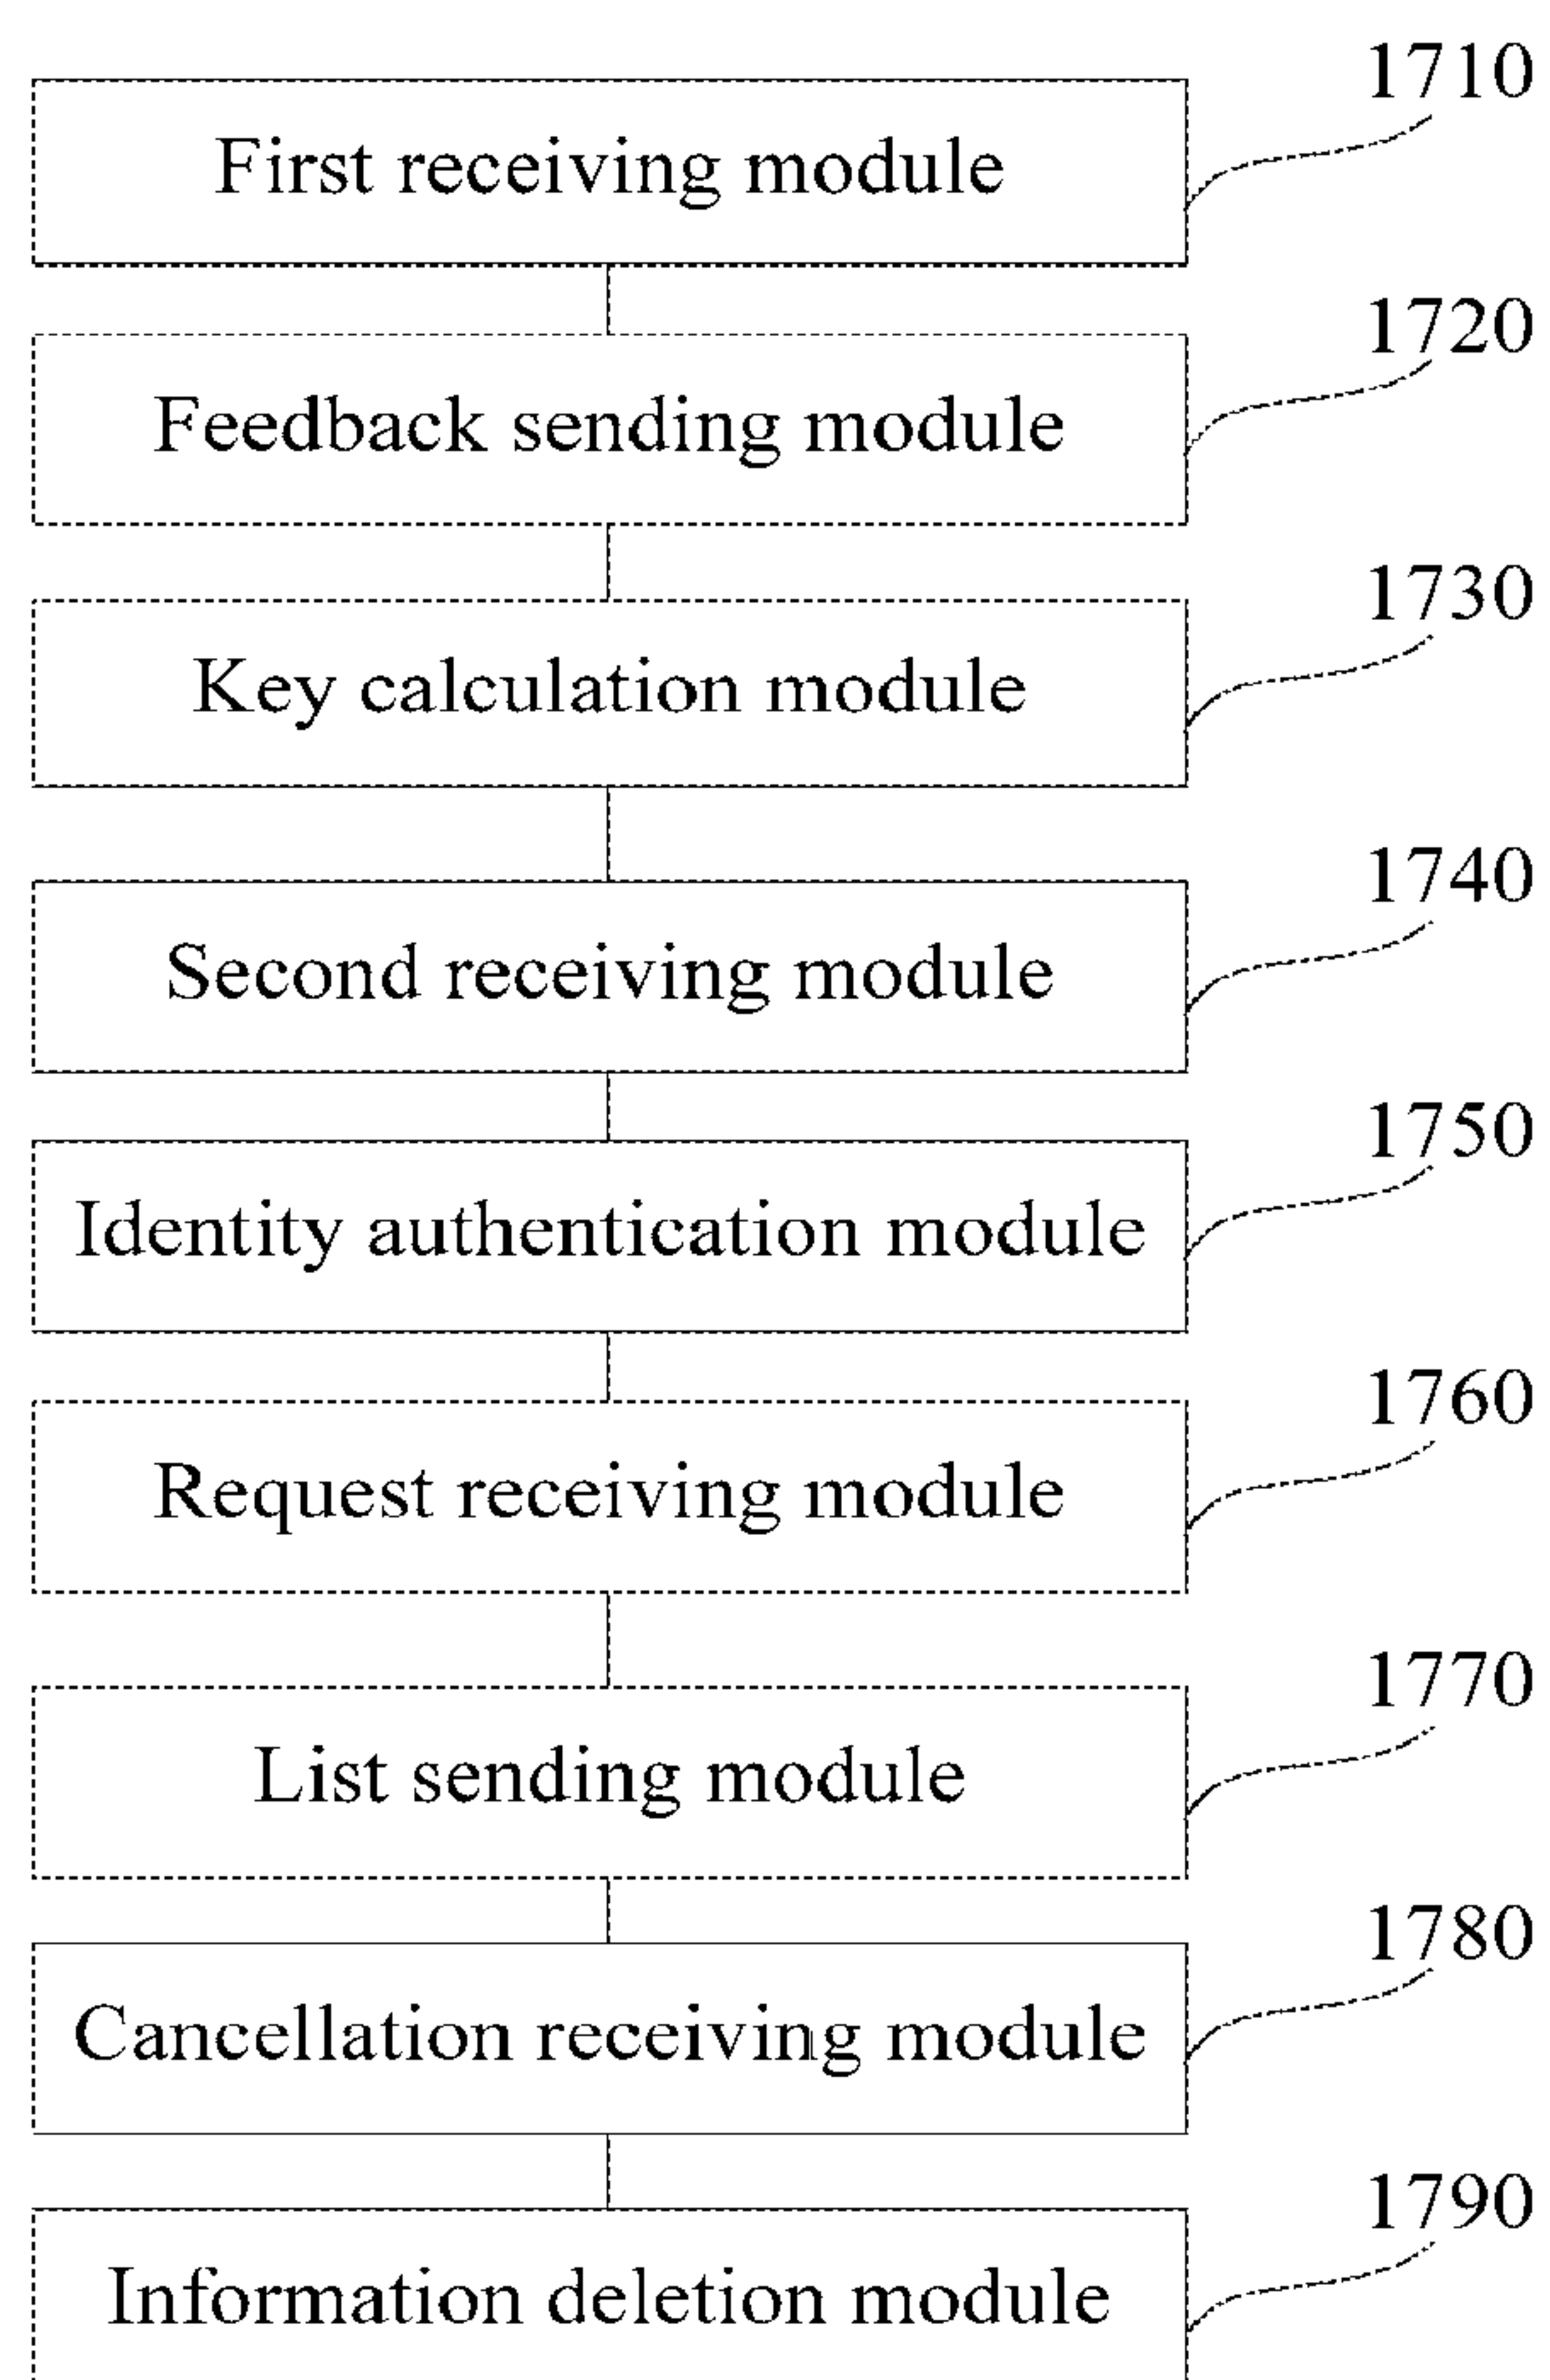 1710
First receiving module
1720
Feedback sending module
1730
Key calculation module
1740
Second receiving module
1750
Identity authentication module
1760
Request receiving module
1770
List sending module
1780
Cancellation receiving module
1790
Information deletion module